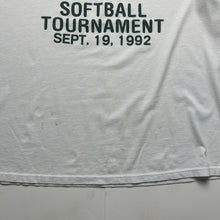 SOFTBALL
TOURNAMENT
SEPT. 19, 1992